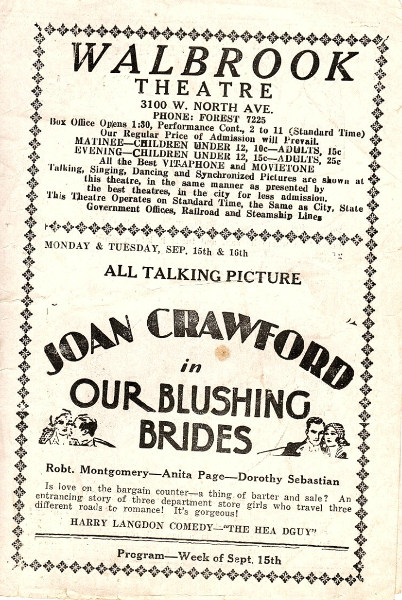 WALBROOK
THEATRE
3100 W. NORTH AVE.
PHONE: FOREST 7225
Box Office Opens 1:30, Performance Cont., 2 to 11 (Standard Time)
Our Regular Price of Admission will Prevail.
MATINEE—CHILDREN UNDER 12, 10c—ADULTS, 15c
EVENING—CHILDREN UNDER 12, 15c—ADULTS, 25c
All the Best VITAPHONE and MOVIETONE
Talking, Singing, Dancing and Synchronized Pictures are shown at
this theatre, in the same manner as presented by
the best theatres, in the city for less admission.
This Theatre Operates on Standard Time, the Same as City, State
Government Offices, Railroad and Steamship Lines
MONDAY & TUESDAY, SEP. 15th & 16th
ALL TALKING PICTURE
JOAN CRAWFORD
in
OUR BLUSHING
BRIDES
Robt. Montgomery—Anita Page—Dorothy Sebastian
Is love on the bargain counter—a thing of barter and sale? An
entrancing story of three department store girls who travel three
different roads to romance! It's gorgeous!
HARRY LANGDON COMEDY—"THE HEA DGUY"
Program—Week of Sept. 15th